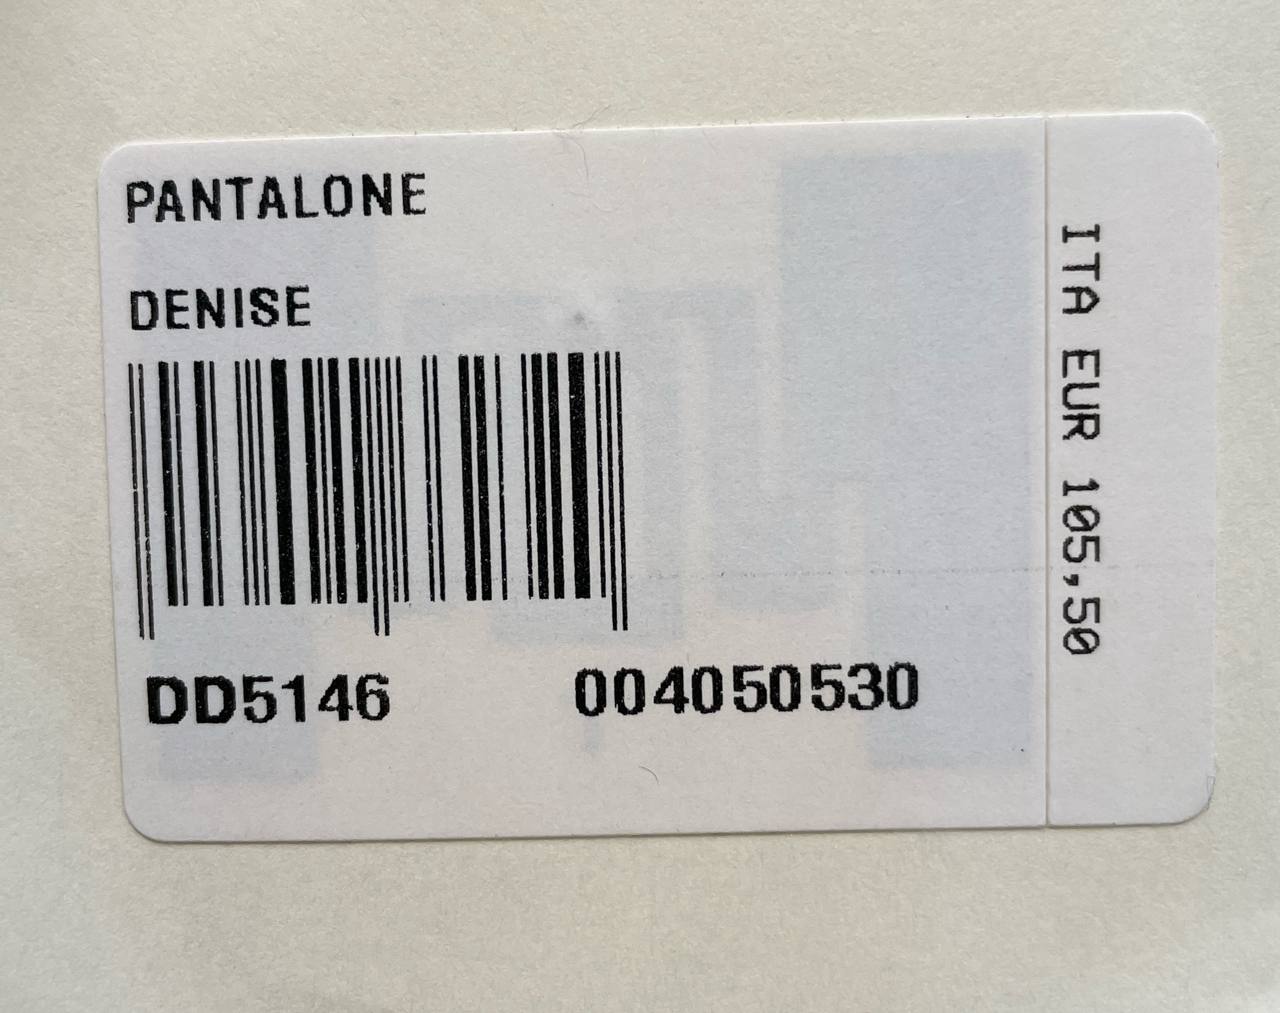 PANTALONE
DENISE
DD5146 004050530
ITA EUR 105,50